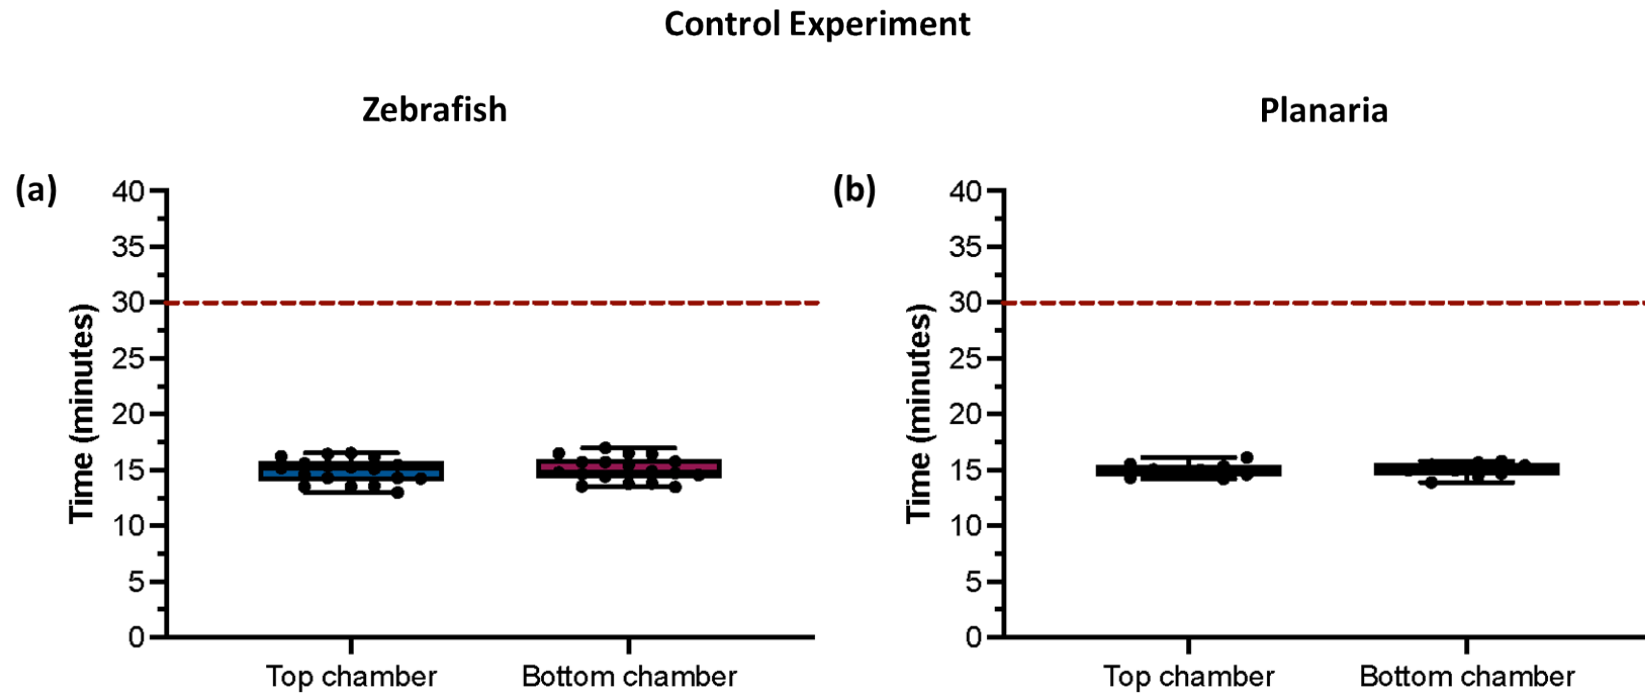 Control Experiment
Zebrafish
Planaria
(a)
40
35
30
25
20
15
10
5
0
Time (minutes)
Top chamber
Bottom chamber
(b)
40
35
30
25
20
15
10
5
0
Time (minutes)
Top chamber
Bottom chamber